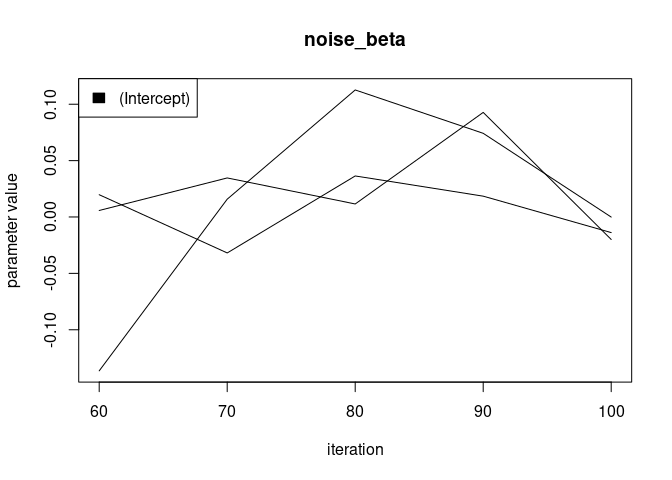 noise_beta
(Intercept)
parameter value
0.10
0.05
0.00
-0.05
-0.10
60 70 80 90 100
iteration